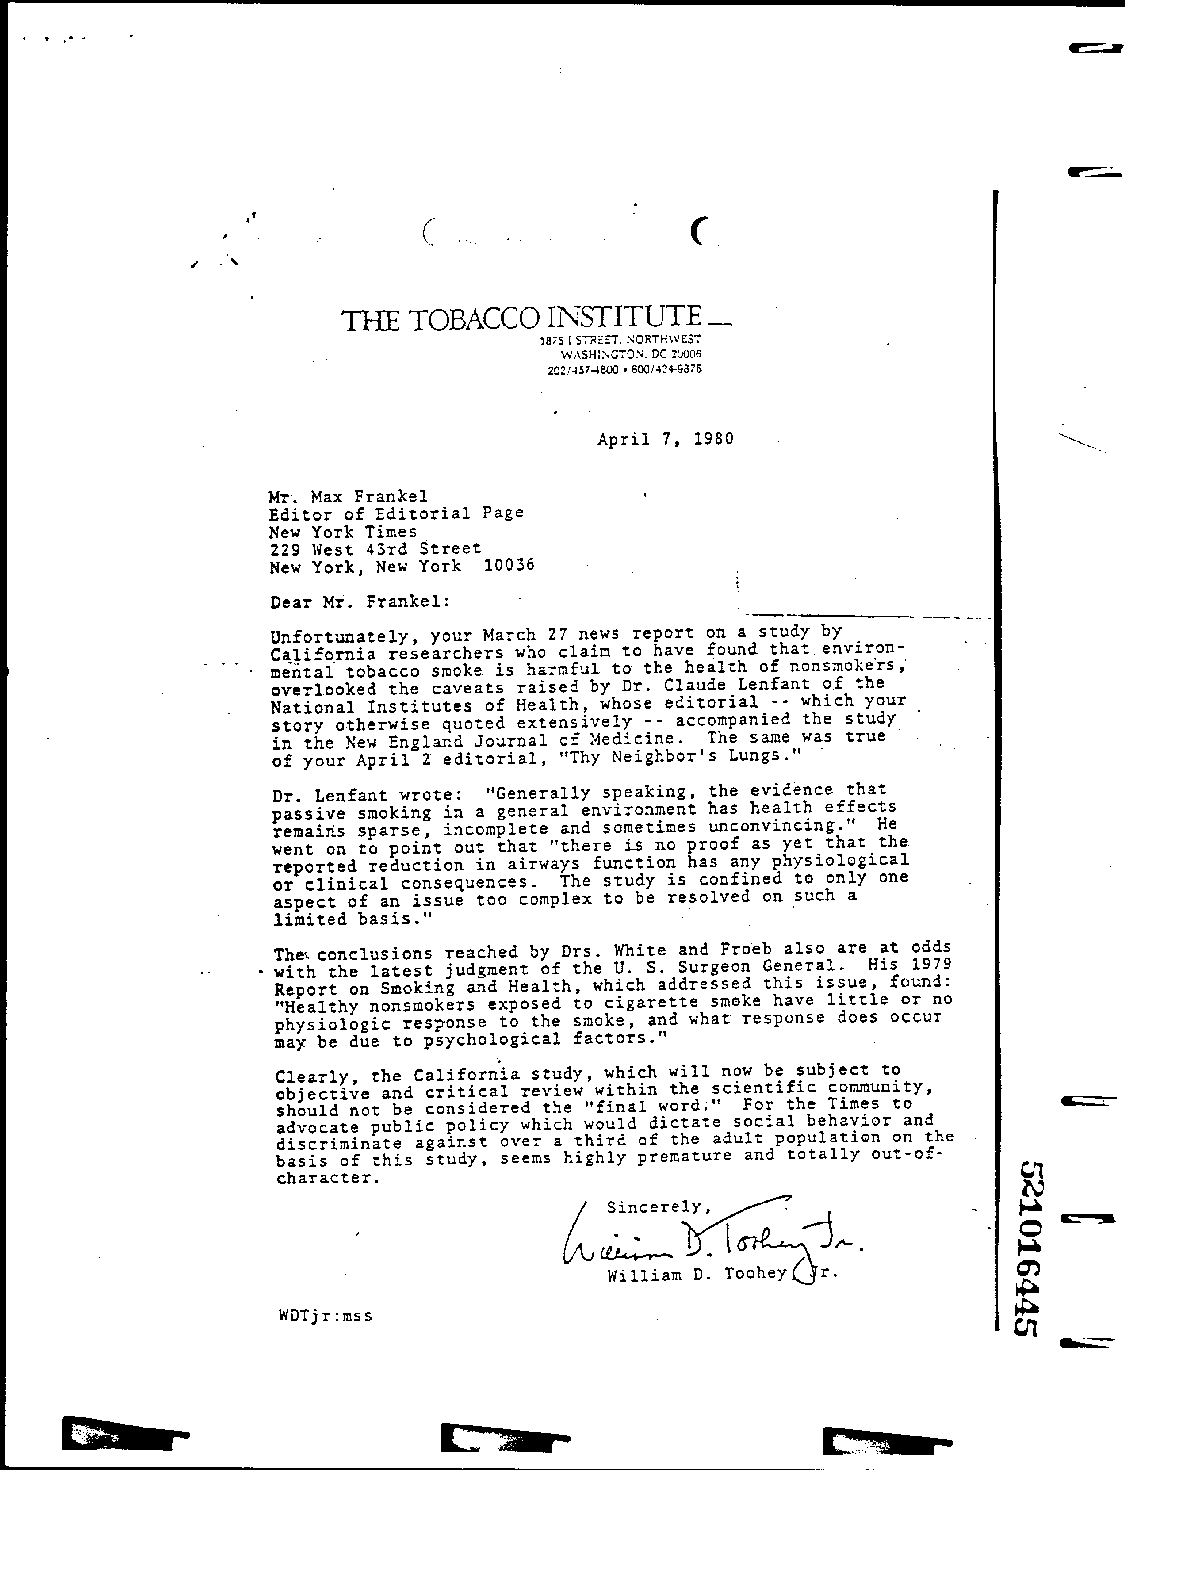 THE TOBACCO INSTITUTE
1875 I STREET, NORTHWEST
WASHINGTON, DC 20006
202/457-4800 • 800/424-9876
April 7, 1980
Mr. Max Frankel
Editor of Editorial Page
New York Times
229 West 43rd Street
New York, New York 10036
Dear Mr. Frankel:
Unfortunately, your March 27 news report on a study by
California researchers who claim to have found that environ-
mental tobacco smoke is harmful to the health of nonsmokers,
overlooked the caveats raised by Dr. Claude Lenfant of the
National Institutes of Health, whose editorial -- which your
story otherwise quoted extensively -- accompanied the study
in the New England Journal of Medicine. The same was true
of your April 2 editorial, "Thy Neighbor's Lungs."
Dr. Lenfant wrote: "Generally speaking, the evidence that
passive smoking in a general environment has health effects
remains sparse, incomplete and sometimes unconvincing." He
went on to point out that "there is no proof as yet that the
reported reduction in airways function has any physiological
or clinical consequences. The study is confined to only one
aspect of an issue too complex to be resolved on such a
limited basis."
The conclusions reached by Drs. White and Froeb also are at odds
with the latest judgment of the U. S. Surgeon General. His 1979
Report on Smoking and Health, which addressed this issue, found:
"Healthy nonsmokers exposed to cigarette smoke have little or no
physiologic response to the smoke, and what response does occur
may be due to psychological factors."
Clearly, the California study, which will now be subject to
objective and critical review within the scientific community,
should not be considered the "final word." For the Times to
advocate public policy which would dictate social behavior and
discriminate against over a third of the adult population on the
basis of this study, seems highly premature and totally out-of-
character.
Sincerely,
William D. Toohey Jr.
William D. Toohey Jr.
WDTjr:mss
521016445